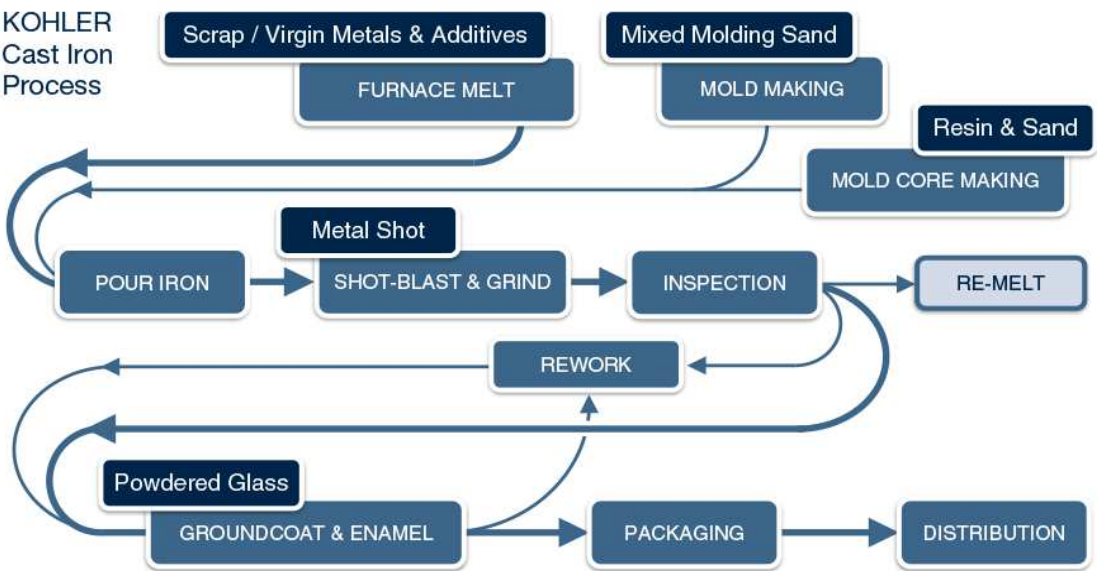 KOHLER
Cast Iron
Process
Scrap / Virgin Metals & Additives
FURNACE MELT
Mixed Molding Sand
MOLD MAKING
Resin & Sand
MOLD CORE MAKING
Metal Shot
POUR IRON
SHOT-BLAST & GRIND
INSPECTION
RE-MELT
REWORK
Powdered Glass
GROUNDCOAT & ENAMEL
PACKAGING
DISTRIBUTION